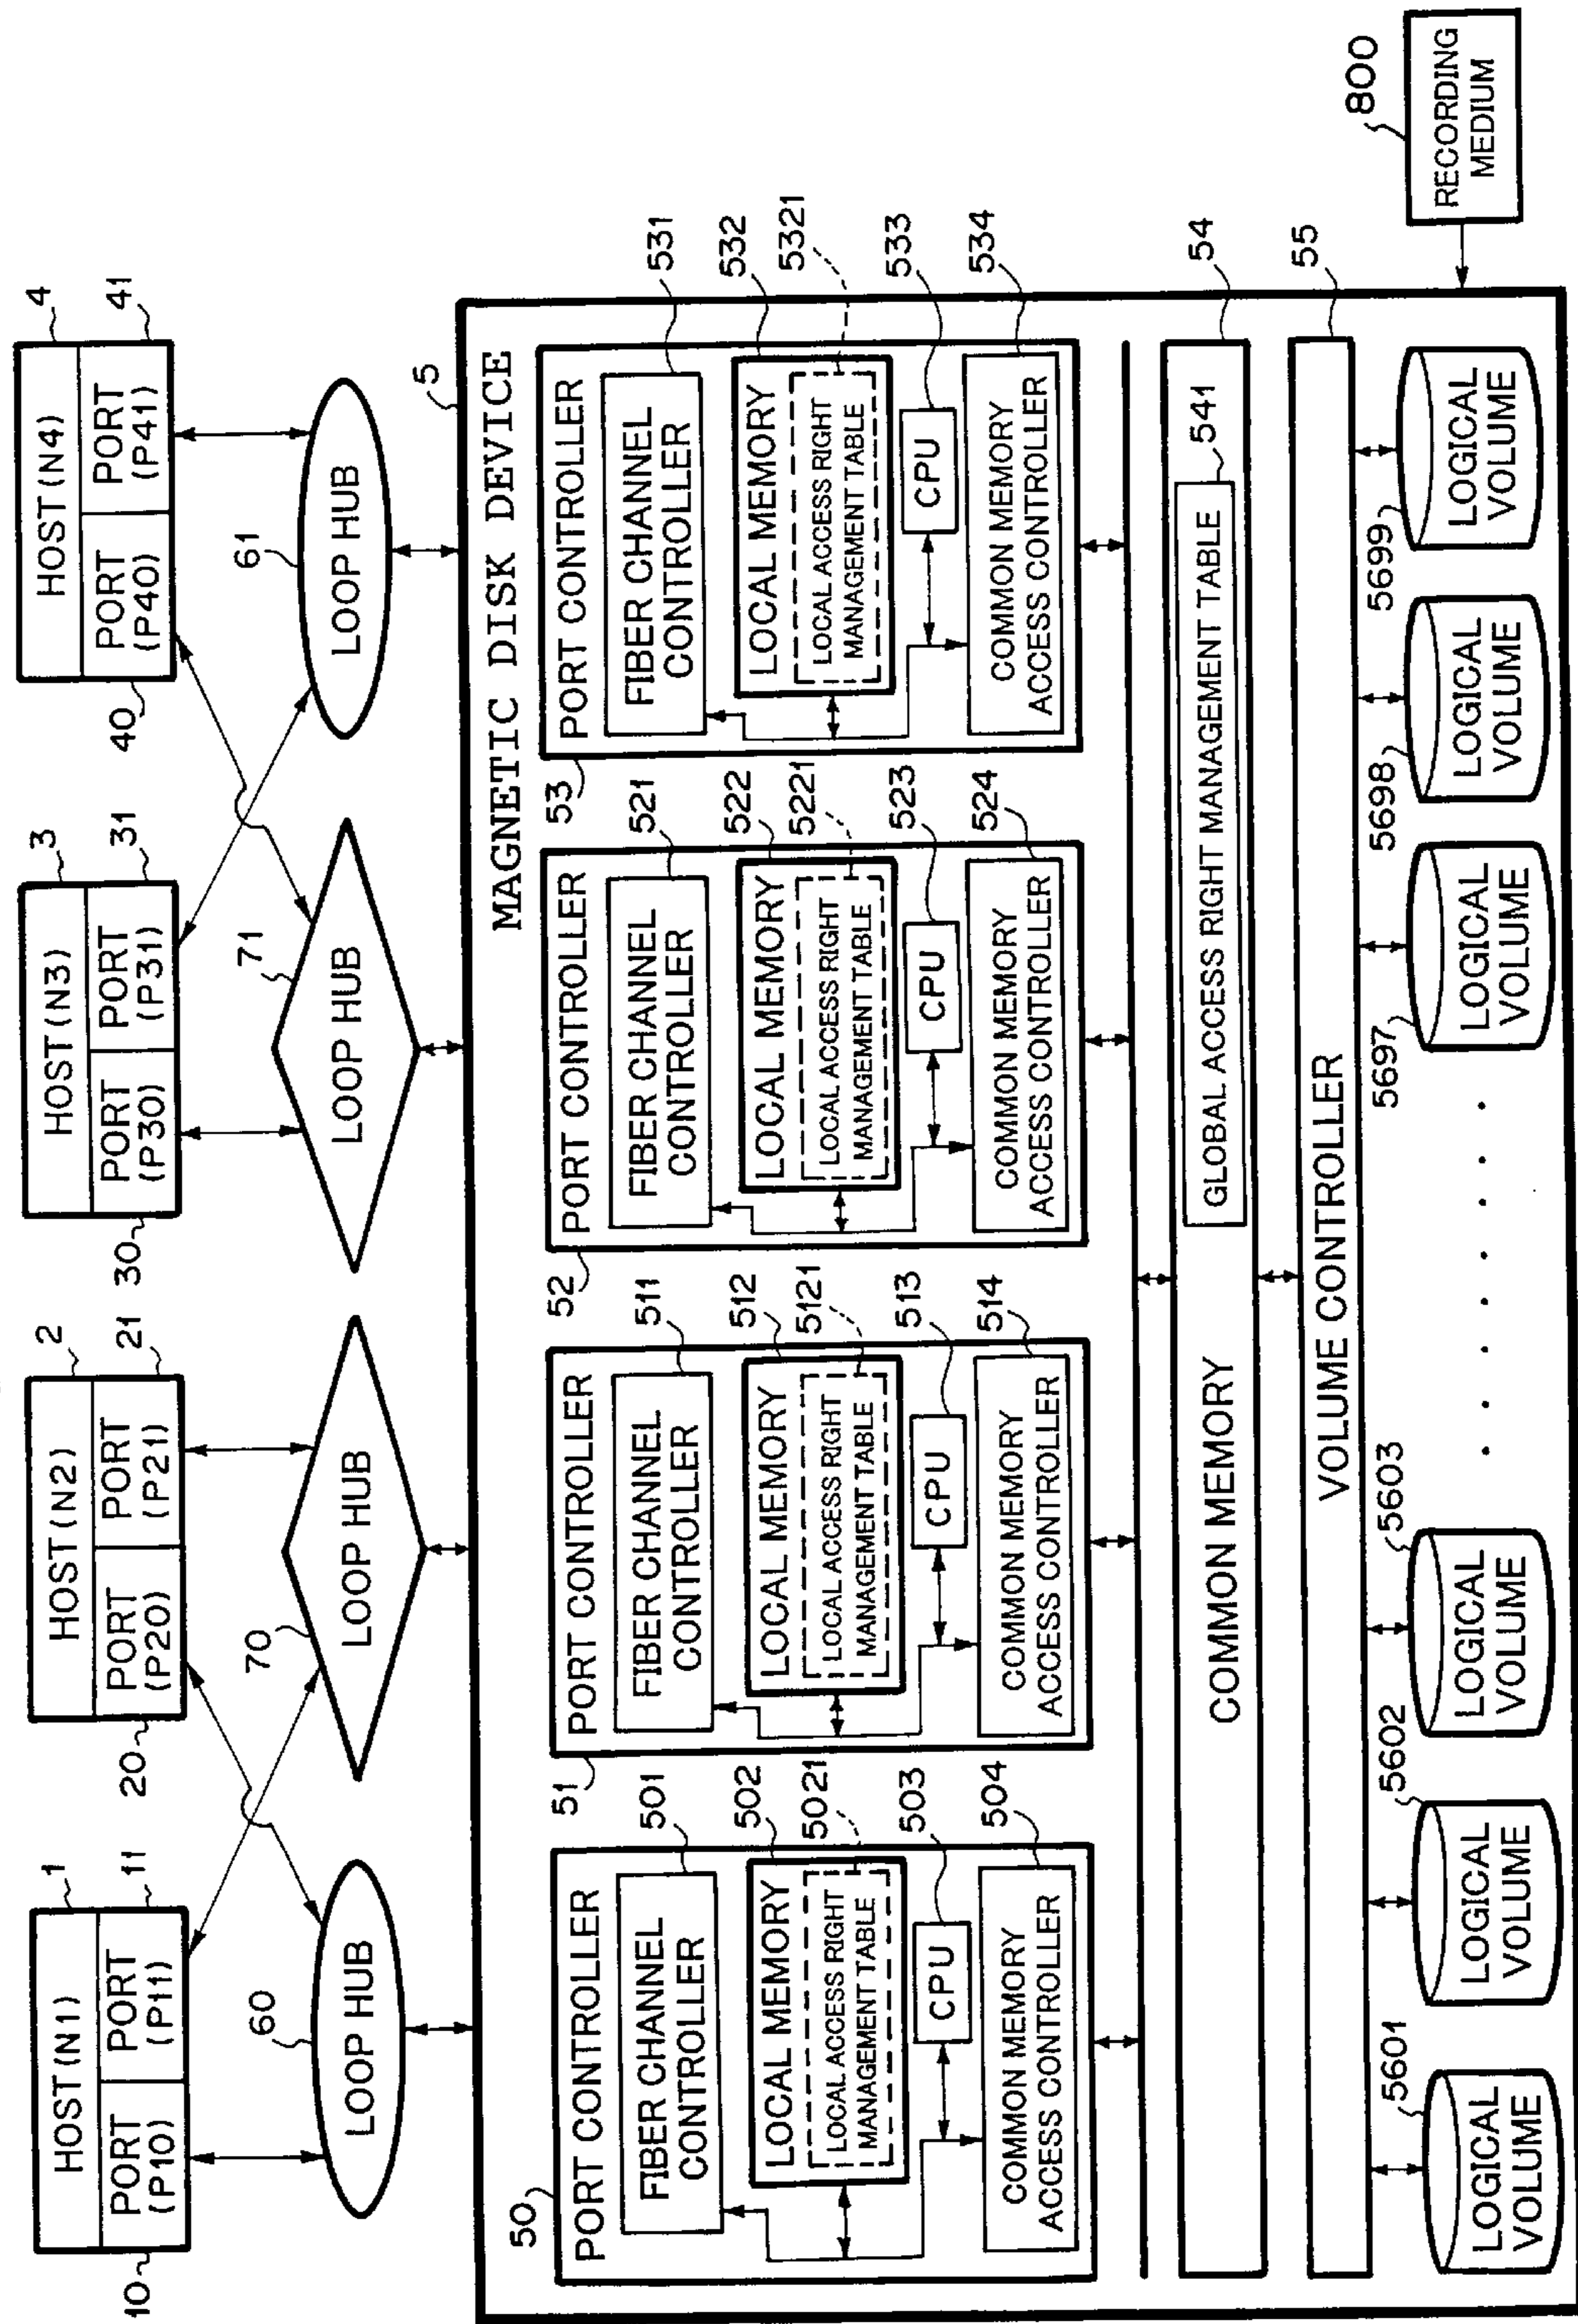 1
2
3
4
HOST(N1)
HOST(N2)
HOST(N3)
HOST(N4)
10
PORT
(P10)
PORT
(P11)
11
20
PORT
(P20)
PORT
(P21)
21
30
PORT
(P30)
PORT
(P31)
31
40
PORT
(P40)
PORT
(P41)
41
60
LOOP HUB
70
LOOP HUB
71
LOOP HUB
61
LOOP HUB
5
MAGNETIC DISK DEVICE
50
PORT CONTROLLER
501
FIBER CHANNEL
CONTROLLER
502
LOCAL MEMORY
5021
LOCAL ACCESS RIGHT
MANAGEMENT TABLE
503
CPU
504
COMMON MEMORY
ACCESS CONTROLLER
51
PORT CONTROLLER
511
FIBER CHANNEL
CONTROLLER
512
LOCAL MEMORY
5121
LOCAL ACCESS RIGHT
MANAGEMENT TABLE
513
CPU
514
COMMON MEMORY
ACCESS CONTROLLER
52
PORT CONTROLLER
521
FIBER CHANNEL
CONTROLLER
522
LOCAL MEMORY
5221
LOCAL ACCESS RIGHT
MANAGEMENT TABLE
523
CPU
524
COMMON MEMORY
ACCESS CONTROLLER
53
PORT CONTROLLER
531
FIBER CHANNEL
CONTROLLER
532
LOCAL MEMORY
5321
LOCAL ACCESS RIGHT
MANAGEMENT TABLE
533
CPU
534
COMMON MEMORY
ACCESS CONTROLLER
COMMON MEMORY
GLOBAL ACCESS RIGHT MANAGEMENT TABLE
541
54
VOLUME CONTROLLER
55
5601
LOGICAL
VOLUME
5602
LOGICAL
VOLUME
5603
LOGICAL
VOLUME
. . . . . .
5697
LOGICAL
VOLUME
5698
LOGICAL
VOLUME
5699
LOGICAL
VOLUME
800
RECORDING
MEDIUM